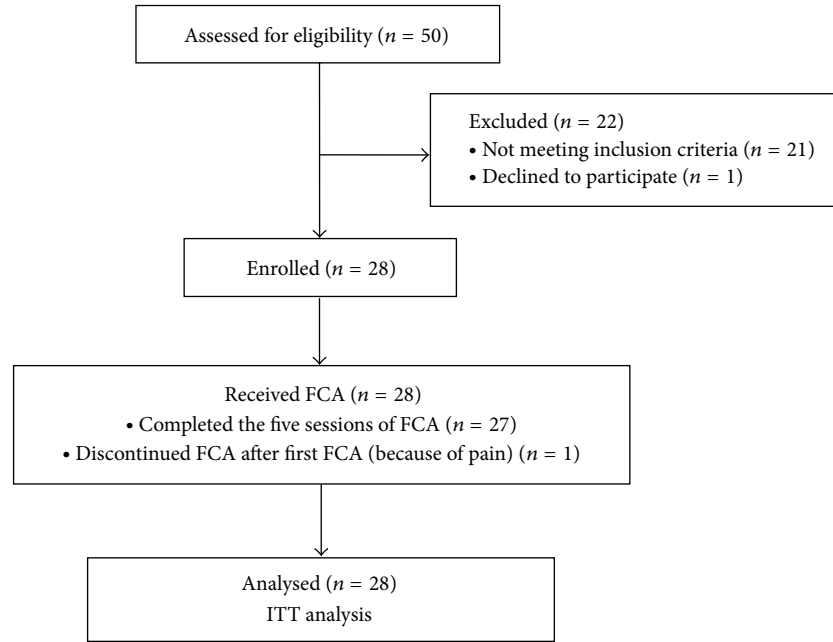 Assessed for eligibility (n = 50)
Excluded (n = 22)
• Not meeting inclusion criteria (n = 21)
• Declined to participate (n = 1)
Enrolled (n = 28)
Received FCA (n = 28)
• Completed the five sessions of FCA (n = 27)
• Discontinued FCA after first FCA (because of pain) (n = 1)
Analysed (n = 28)
ITT analysis